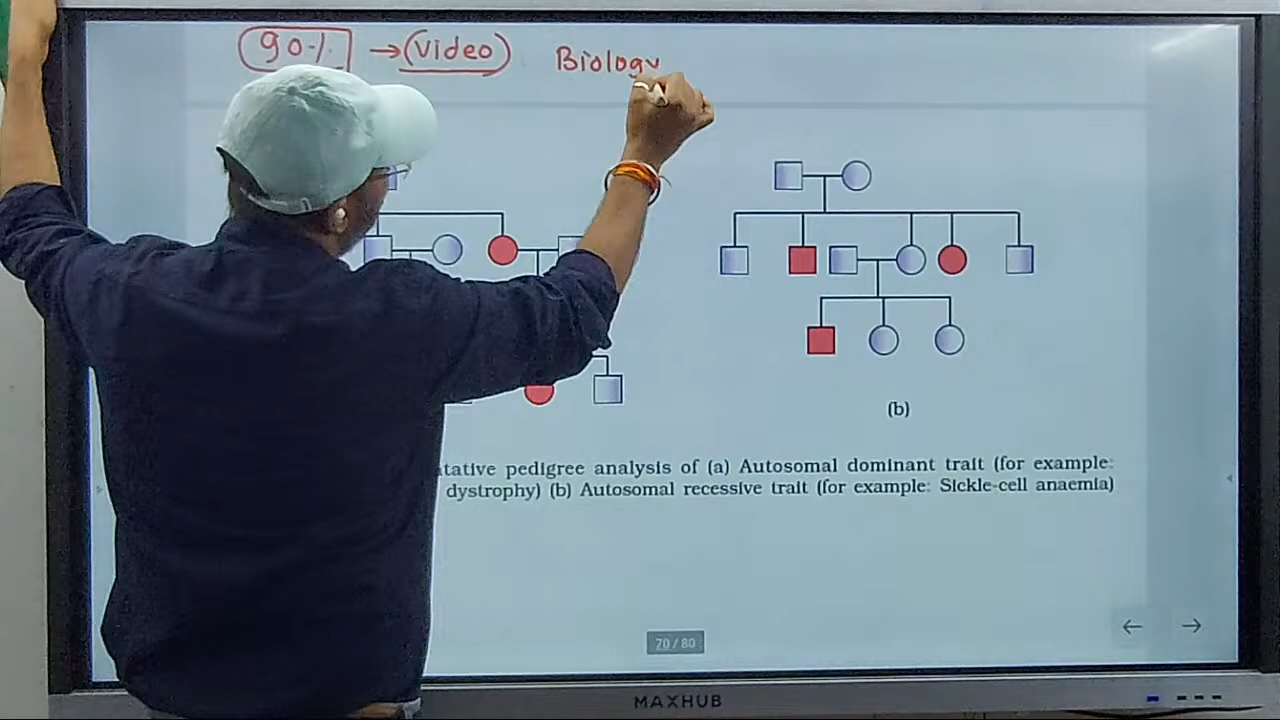 90% → (Video) Biology
(b)
tative pedigree analysis of (a) Autosomal dominant trait (for example:
dystrophy) (b) Autosomal recessive trait (for example: Sickle-cell anaemia)
70 / 80
MAXHUB